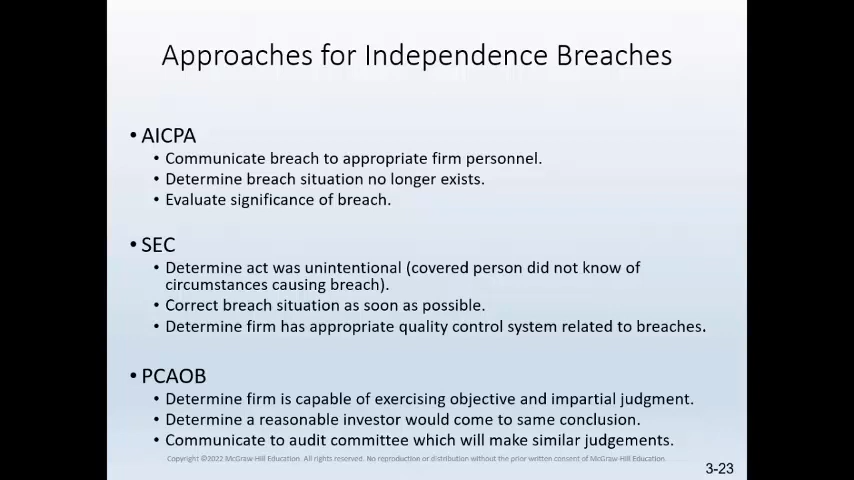 Approaches for Independence Breaches
• AICPA
• Communicate breach to appropriate firm personnel.
• Determine breach situation no longer exists.
• Evaluate significance of breach.
• SEC
• Determine act was unintentional (covered person did not know of
circumstances causing breach).
• Correct breach situation as soon as possible.
• Determine firm has appropriate quality control system related to breaches.
• PCAOB
• Determine firm is capable of exercising objective and impartial judgment.
• Determine a reasonable investor would come to same conclusion.
• Communicate to audit committee which will make similar judgements.
Copyright ©2022 McGraw-Hill Education. All rights reserved. No reproduction or distribution without the prior written consent of McGraw-Hill Education.
3-23